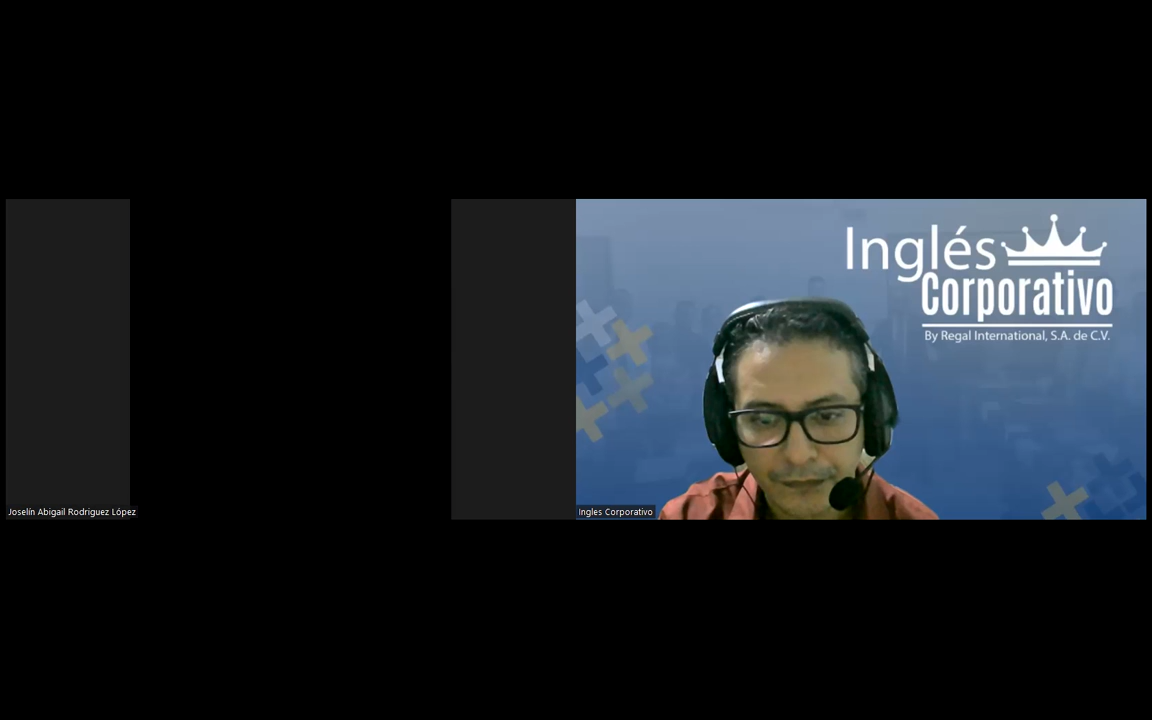 Inglés
Corporativo
By Regal International, S.A. de C.V.
Joselín Abigail Rodriguez López
Ingles Corporativo